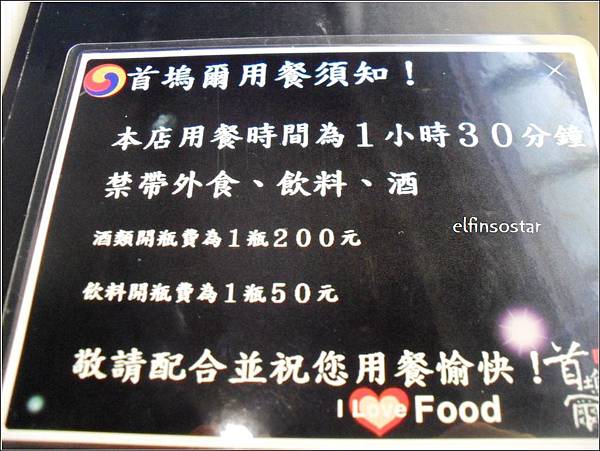 首塢爾用餐須知！
本店用餐時間為１小時３０分鐘
禁帶外食、飲料、酒
elfinsostar
酒類開瓶費為１瓶２００元
飲料開瓶費為１瓶５０元
敬請配合並祝您用餐愉快！
首塢爾
I Love Food